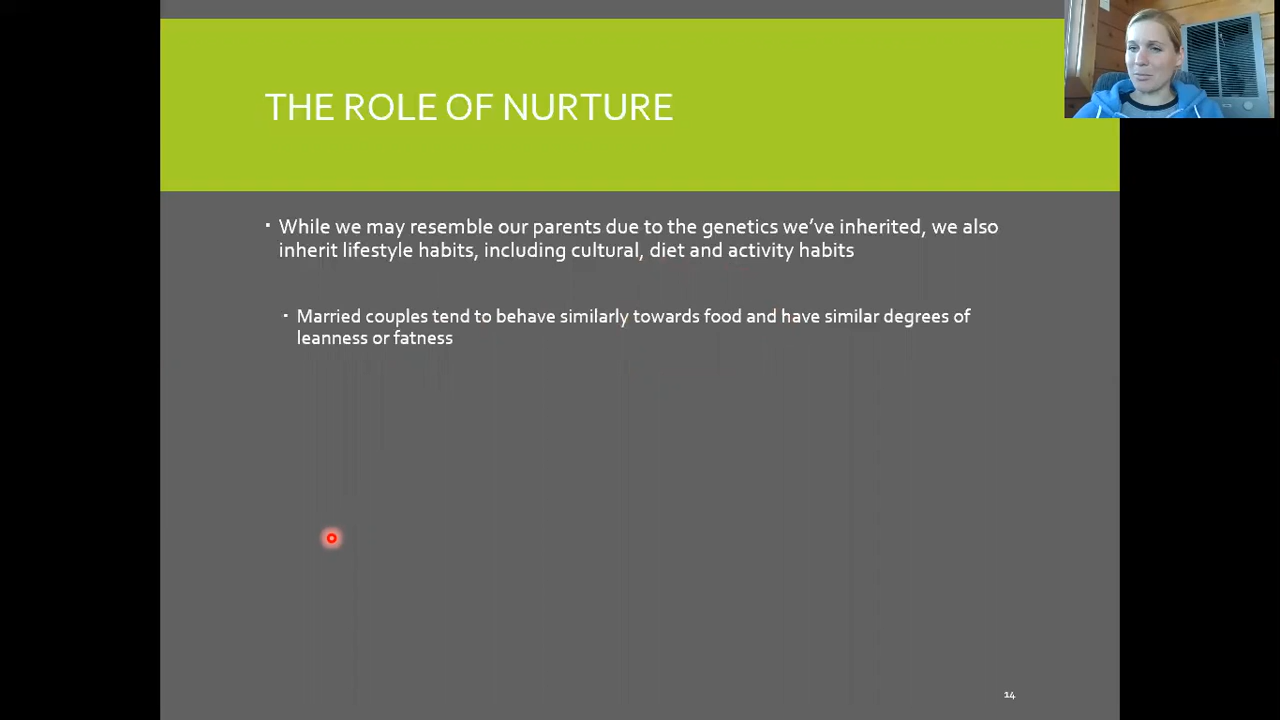 THE ROLE OF NURTURE
▪ While we may resemble our parents due to the genetics we’ve inherited, we also
inherit lifestyle habits, including cultural, diet and activity habits
▪ Married couples tend to behave similarly towards food and have similar degrees of
leanness or fatness
14